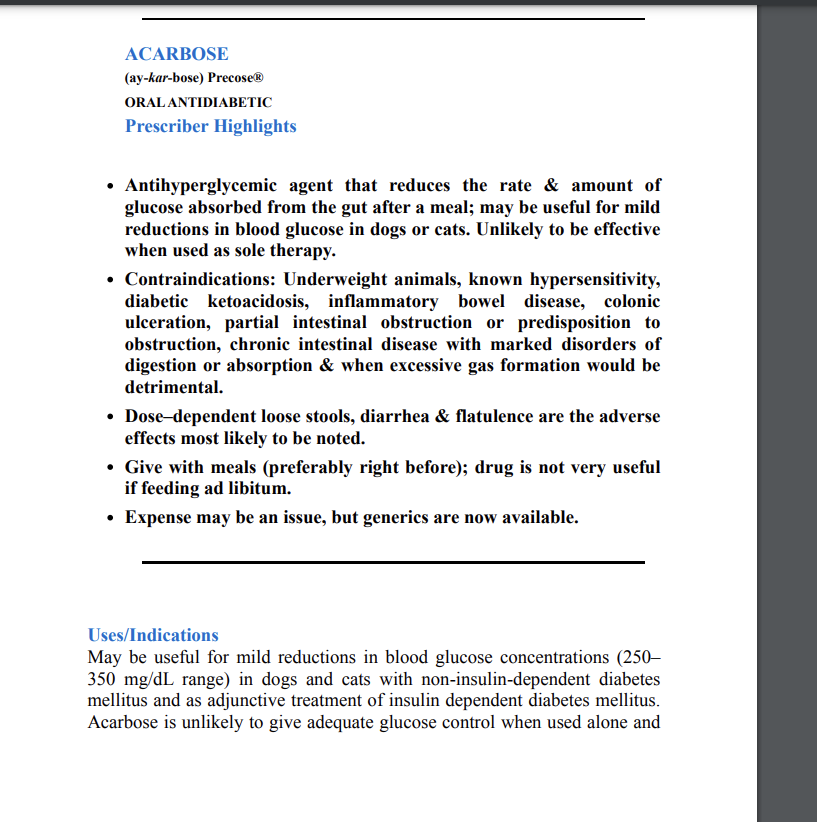 ACARBOSE
(ay-kar-bose) Precose®
ORAL ANTIDIABETIC
Prescriber Highlights
• Antihyperglycemic agent that reduces the rate & amount of
glucose absorbed from the gut after a meal; may be useful for mild
reductions in blood glucose in dogs or cats. Unlikely to be effective
when used as sole therapy.
• Contraindications: Underweight animals, known hypersensitivity,
diabetic ketoacidosis, inflammatory bowel disease, colonic
ulceration, partial intestinal obstruction or predisposition to
obstruction, chronic intestinal disease with marked disorders of
digestion or absorption & when excessive gas formation would be
detrimental.
• Dose–dependent loose stools, diarrhea & flatulence are the adverse
effects most likely to be noted.
• Give with meals (preferably right before); drug is not very useful
if feeding ad libitum.
• Expense may be an issue, but generics are now available.
Uses/Indications
May be useful for mild reductions in blood glucose concentrations (250–
350 mg/dL range) in dogs and cats with non-insulin-dependent diabetes
mellitus and as adjunctive treatment of insulin dependent diabetes mellitus.
Acarbose is unlikely to give adequate glucose control when used alone and